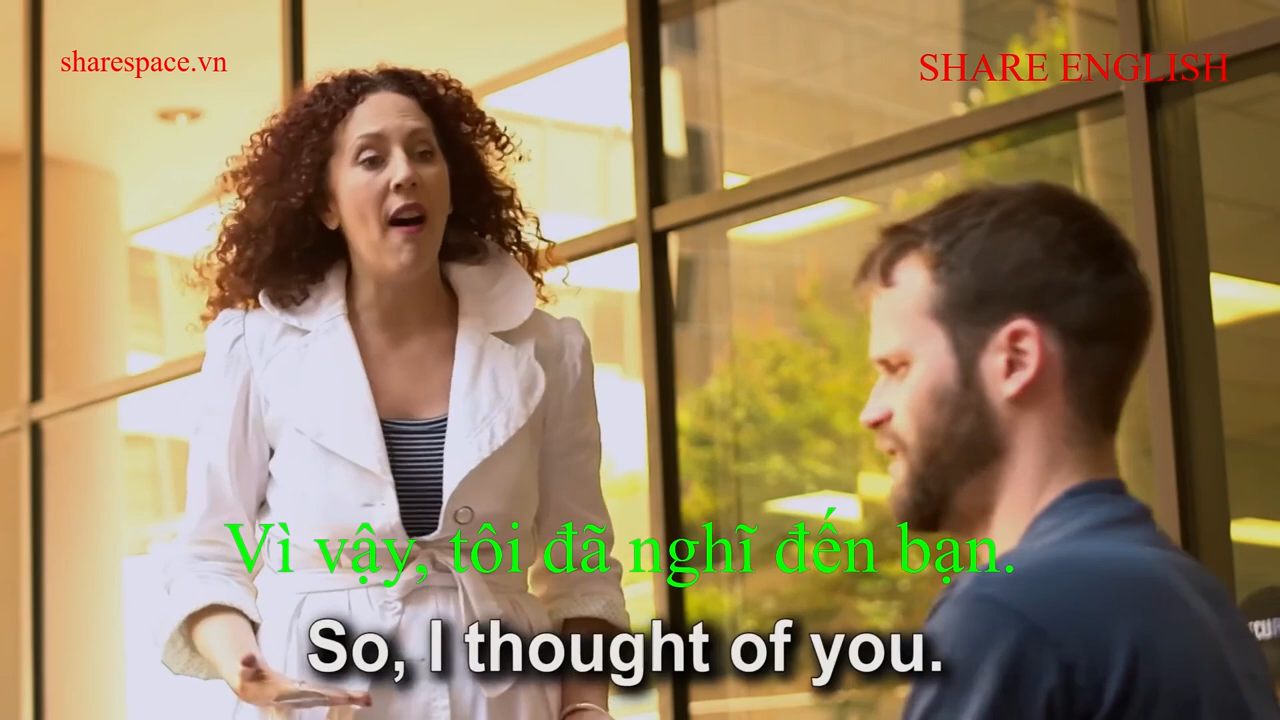 sharespace.vn
SHARE ENGLISH
Vì vậy, tôi đã nghĩ đến bạn.
So, I thought of you.